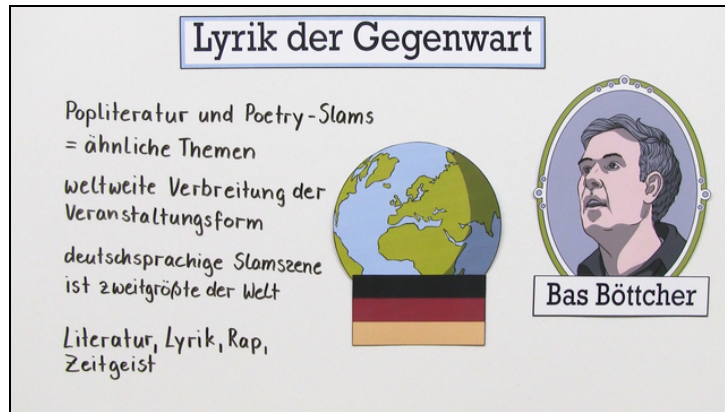 Lyrik der Gegenwart
Popliteratur und Poetry-Slams
= ähnliche Themen
weltweite Verbreitung der
Veranstaltungsform
deutschsprachige Slamszene
ist zweitgrößte der Welt
Literatur, Lyrik, Rap,
Zeitgeist
Bas Böttcher